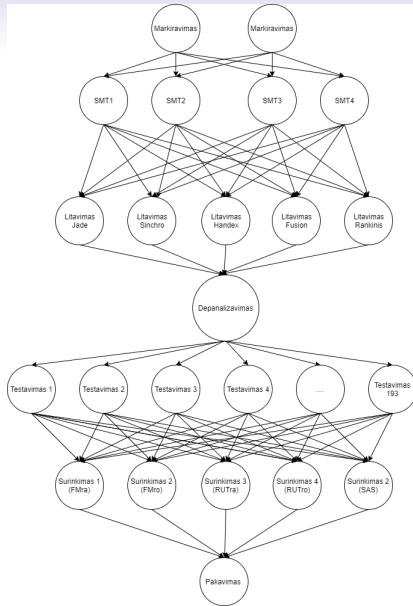 Markiravimas
Markiravimas
SMT1
SMT2
SMT3
SMT4
Litavimas
Jade
Litavimas
Sinchro
Litavimas
Handex
Litavimas
Fusion
Litavimas
Rankinis
Depanalizavimas
Testavimas 1
Testavimas 2
Testavimas 3
Testavimas 4
.....
Testavimas
193
Surinkimas 1
(FMra)
Surinkimas 2
(FMro)
Surinkimas 3
(RUTra)
Surinkimas 4
(RUTro)
Surinkimas 2
(SAS)
Pakavimas